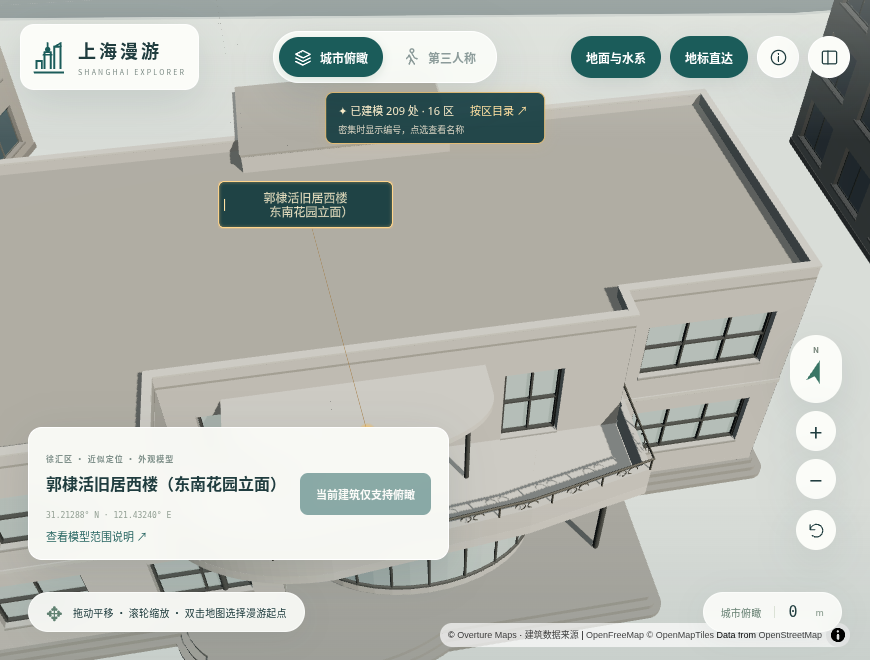 上海漫游
SHANGHAI EXPLORER
城市俯瞰
第三人称
地面与水系
地标直达
✦ 已建模 209 处 · 16 区 按区目录 ↗
密集时显示编号，点选查看名称
郭棣活旧居西楼
东南花园立面）
N
徐汇区 · 近似定位 · 外观模型
郭棣活旧居西楼（东南花园立面）
当前建筑仅支持俯瞰
31.21288° N · 121.43240° E
查看模型范围说明 ↗
拖动平移 · 滚轮缩放 · 双击地图选择漫游起点
城市俯瞰 0 m
© Overture Maps · 建筑数据来源 | OpenFreeMap © OpenMapTiles Data from OpenStreetMap